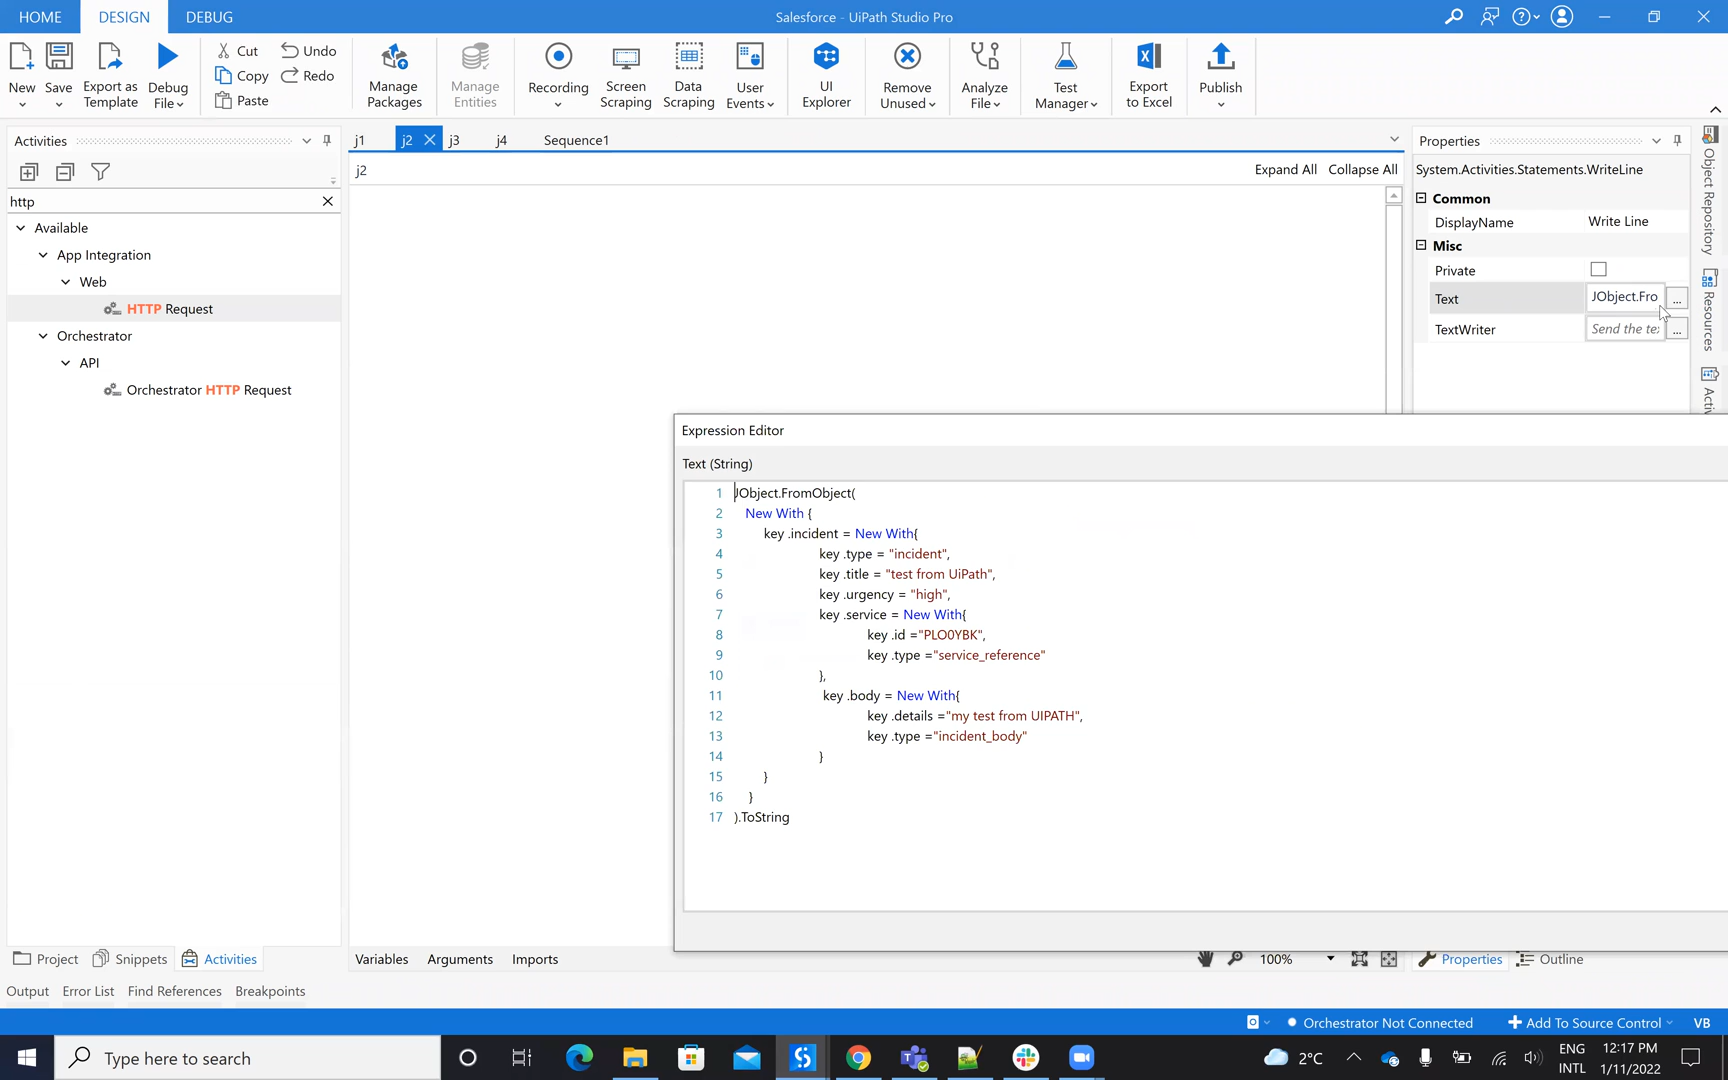 HOME DESIGN DEBUG Salesforce - UiPath Studio Pro
New Save Export as Template Debug File Cut Copy Paste Undo Redo Manage Packages Manage Entities Recording Screen Scraping Data Scraping User Events UI Explorer Remove Unused Analyze File Test Manager Export to Excel Publish
Activities j1 j2 j3 j4 Sequence1 Properties
j2 Expand All Collapse All System.Activities.Statements.WriteLine
http
Common
DisplayName Write Line
Misc
Private
Text JObject.Fro ...
TextWriter Send the te ...
Object Repository
Resources
Available
App Integration
Web
HTTP Request
Orchestrator
API
Orchestrator HTTP Request
Expression Editor
Text (String)
1 JObject.FromObject(
2 New With {
3 key .incident = New With{
4 key .type = "incident",
5 key .title = "test from UiPath",
6 key .urgency = "high",
7 key .service = New With{
8 key .id ="PLO0YBK",
9 key .type ="service_reference"
10 },
11 key .body = New With{
12 key .details ="my test from UIPATH",
13 key .type ="incident_body"
14 }
15 }
16 }
17 ).ToString
Project Snippets Activities Variables Arguments Imports 100% Properties Outline
Output Error List Find References Breakpoints
Orchestrator Not Connected Add To Source Control VB
Type here to search 2°C ENG INTL 12:17 PM 1/11/2022